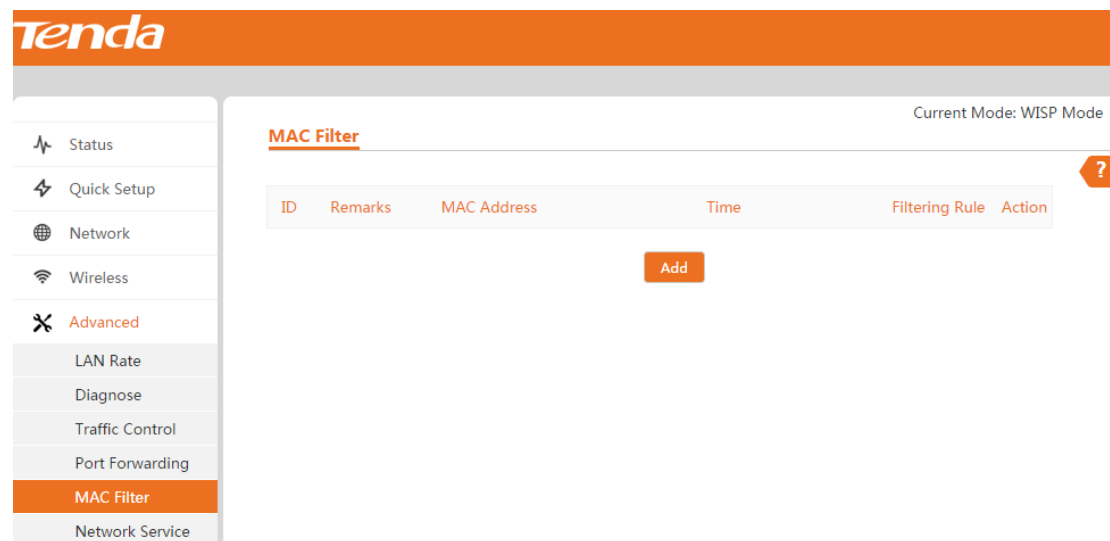 Tenda
Current Mode: WISP Mode
MAC Filter
?
Status
Quick Setup
Network
Wireless
Advanced
LAN Rate
Diagnose
Traffic Control
Port Forwarding
MAC Filter
Network Service
ID Remarks MAC Address Time Filtering Rule Action
Add